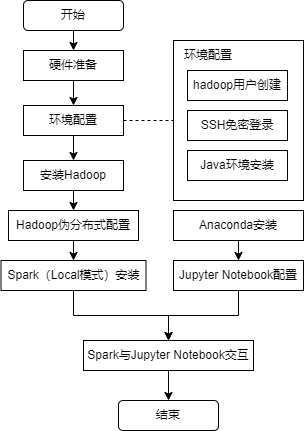 开始
硬件准备
环境配置
安装Hadoop
Hadoop伪分布式配置
Spark（Local模式）安装
环境配置
hadoop用户创建
SSH免密登录
Java环境安装
Anaconda安装
Jupyter Notebook配置
Spark与Jupyter Notebook交互
结束